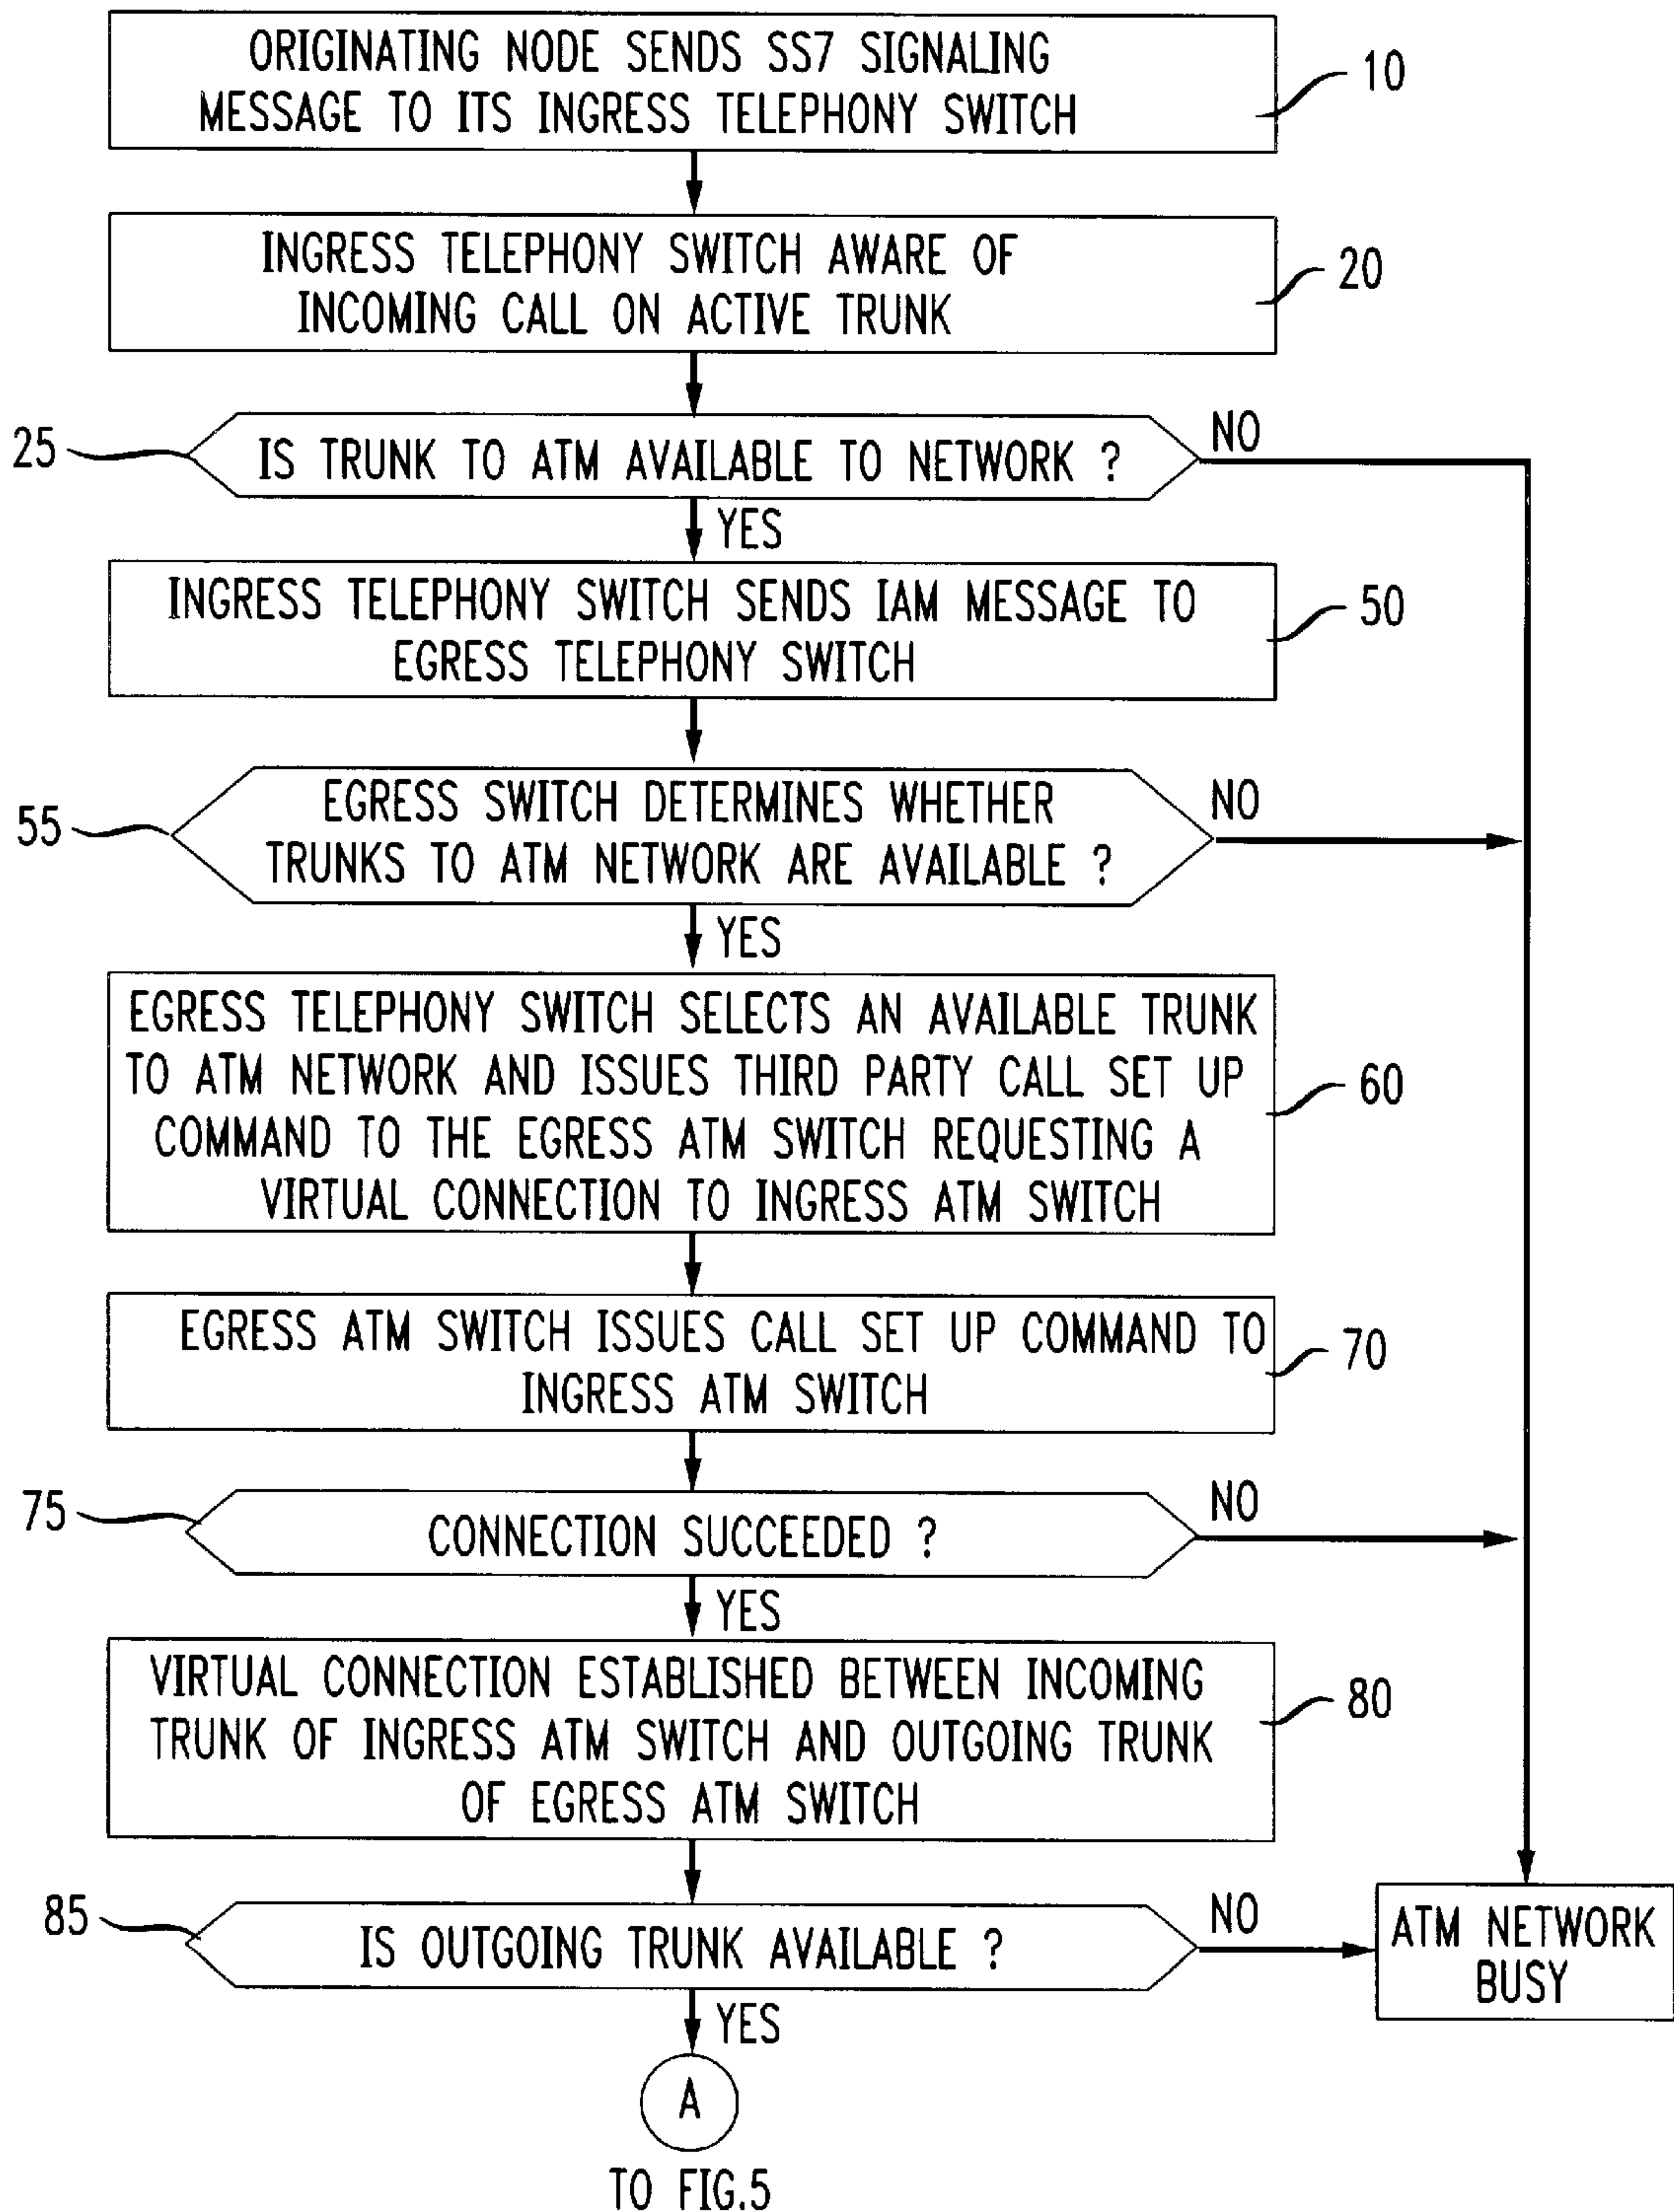 ORIGINATING NODE SENDS SS7 SIGNALING
MESSAGE TO ITS INGRESS TELEPHONY SWITCH
10
INGRESS TELEPHONY SWITCH AWARE OF
INCOMING CALL ON ACTIVE TRUNK
20
25
IS TRUNK TO ATM AVAILABLE TO NETWORK ?
NO
YES
INGRESS TELEPHONY SWITCH SENDS IAM MESSAGE TO
EGRESS TELEPHONY SWITCH
50
55
EGRESS SWITCH DETERMINES WHETHER
TRUNKS TO ATM NETWORK ARE AVAILABLE ?
NO
YES
EGRESS TELEPHONY SWITCH SELECTS AN AVAILABLE TRUNK
TO ATM NETWORK AND ISSUES THIRD PARTY CALL SET UP
COMMAND TO THE EGRESS ATM SWITCH REQUESTING A
VIRTUAL CONNECTION TO INGRESS ATM SWITCH
60
EGRESS ATM SWITCH ISSUES CALL SET UP COMMAND TO
INGRESS ATM SWITCH
70
75
CONNECTION SUCCEEDED ?
NO
YES
VIRTUAL CONNECTION ESTABLISHED BETWEEN INCOMING
TRUNK OF INGRESS ATM SWITCH AND OUTGOING TRUNK
OF EGRESS ATM SWITCH
80
85
IS OUTGOING TRUNK AVAILABLE ?
NO
ATM NETWORK
BUSY
YES
A
TO FIG.5